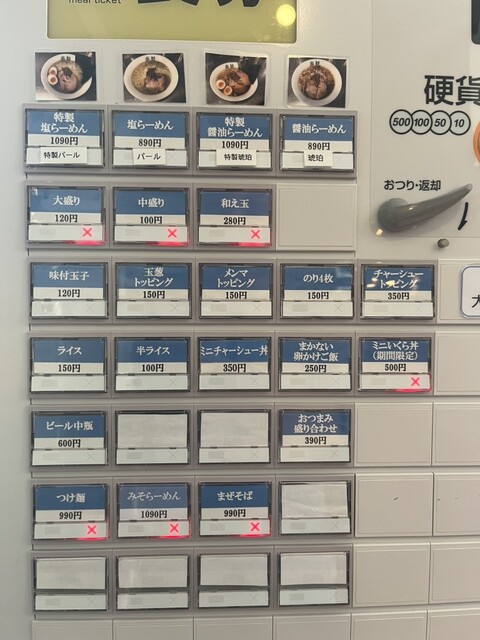 meal ticket
硬貨
500 100 50 10
おつり・返却
特製
塩らーめん
1090円
特製パール
塩らーめん
890円
パール
特製
醤油らーめん
1090円
特製琥珀
醤油らーめん
890円
琥珀
大盛り
120円
中盛り
100円
和え玉
280円
味付玉子
120円
玉葱
トッピング
150円
メンマ
トッピング
150円
のり4枚
150円
チャーシュー
トッピング
350円
ライス
150円
半ライス
100円
ミニチャーシュー丼
350円
まかない
卵かけご飯
250円
ミニいくら丼
(期間限定)
500円
ビール中瓶
600円
おつまみ
盛り合わせ
390円
つけ麺
990円
みそらーめん
1090円
まぜそば
990円